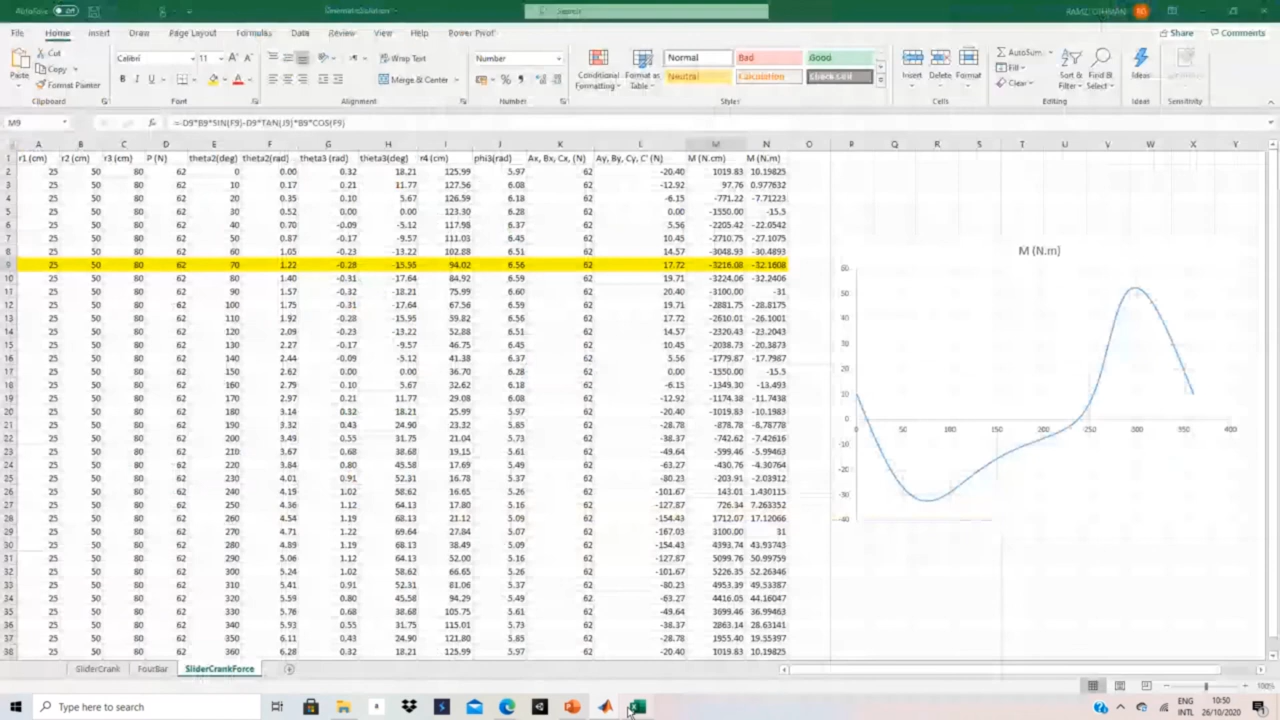 AutoSave Off Search
File Home Insert Draw Page Layout Formulas Data Review View Help Power Pivot Share Comments
Cut Calibri 11 Wrap Text Number Normal Bad Good AutoSum
Paste Copy Merge & Center Neutral Calculation Check Cell Fill
Format Painter Conditional Formatting Format as Table Insert Delete Format Clear Sort & Filter Find & Select Ideas Sensitivity
Clipboard Font Alignment Number Styles Cells Editing Ideas Sensitivity
M9 =-D9*B9*SIN(F9)-D9*TAN(J9)*B9*COS(F9)
A B C D E F G H I J K L M N O P Q R S T U V W X Y
1 r1 (cm) r2 (cm) r3 (cm) P (N) theta2(deg) theta2(rad) theta3 (rad) theta3(deg) r4 (cm) phi3(rad) Ax, Bx, Cx, (N) Ay, By, Cy, C' (N) M (N.cm) M (N.m)
2 25 50 80 62 0 0.00 0.32 18.21 125.99 5.97 62 -20.40 1019.83 10.19825
3 25 50 80 62 10 0.17 0.21 11.77 127.56 6.08 62 -12.92 97.76 0.977632
4 25 50 80 62 20 0.35 0.10 5.67 126.59 6.18 62 -6.15 -771.22 -7.71223
5 25 50 80 62 30 0.52 0.00 0.00 123.30 6.28 62 0.00 -1550.00 -15.5
6 25 50 80 62 40 0.70 -0.09 -5.12 117.98 6.37 62 5.56 -2205.42 -22.0542
7 25 50 80 62 50 0.87 -0.17 -9.57 111.03 6.45 62 10.45 -2710.75 -27.1075
8 25 50 80 62 60 1.05 -0.23 -13.22 102.88 6.51 62 14.57 -3048.93 -30.4893
9 25 50 80 62 70 1.22 -0.28 -15.95 94.02 6.56 62 17.72 -3216.08 -32.1608
10 25 50 80 62 80 1.40 -0.31 -17.64 84.92 6.59 62 19.71 -3224.06 -32.2406
11 25 50 80 62 90 1.57 -0.32 -18.21 75.99 6.60 62 20.40 -3100.00 -31
12 25 50 80 62 100 1.75 -0.31 -17.64 67.56 6.59 62 19.71 -2881.75 -28.8175
13 25 50 80 62 110 1.92 -0.28 -15.95 59.82 6.56 62 17.72 -2610.01 -26.1001
14 25 50 80 62 120 2.09 -0.23 -13.22 52.88 6.51 62 14.57 -2320.43 -23.2043
15 25 50 80 62 130 2.27 -0.17 -9.57 46.75 6.45 62 10.45 -2038.73 -20.3873
16 25 50 80 62 140 2.44 -0.09 -5.12 41.38 6.37 62 5.56 -1779.87 -17.7987
17 25 50 80 62 150 2.62 0.00 0.00 36.70 6.28 62 0.00 -1550.00 -15.5
18 25 50 80 62 160 2.79 0.10 5.67 32.62 6.18 62 -6.15 -1349.30 -13.493
19 25 50 80 62 170 2.97 0.21 11.77 29.08 6.08 62 -12.92 -1174.38 -11.7438
20 25 50 80 62 180 3.14 0.32 18.21 25.99 5.97 62 -20.40 -1019.83 -10.1983
21 25 50 80 62 190 3.32 0.43 24.90 23.32 5.85 62 -28.78 -878.78 -8.78778
22 25 50 80 62 200 3.49 0.55 31.75 21.04 5.73 62 -38.37 -742.62 -7.42616
23 25 50 80 62 210 3.67 0.68 38.68 19.15 5.61 62 -49.64 -599.46 -5.99463
24 25 50 80 62 220 3.84 0.80 45.58 17.69 5.49 62 -63.27 -430.76 -4.30764
25 25 50 80 62 230 4.01 0.91 52.31 16.78 5.37 62 -80.23 -203.91 -2.03912
26 25 50 80 62 240 4.19 1.02 58.62 16.65 5.26 62 -101.67 143.01 1.430115
27 25 50 80 62 250 4.36 1.12 64.13 17.80 5.16 62 -127.87 726.34 7.263352
28 25 50 80 62 260 4.54 1.19 68.13 21.12 5.09 62 -154.43 1712.07 17.12066
29 25 50 80 62 270 4.71 1.22 69.64 27.84 5.07 62 -167.03 3100.00 31
30 25 50 80 62 280 4.89 1.19 68.13 38.49 5.09 62 -154.43 4393.74 43.93743
31 25 50 80 62 290 5.06 1.12 64.13 52.00 5.16 62 -127.87 5099.76 50.99759
32 25 50 80 62 300 5.24 1.02 58.62 66.65 5.26 62 -101.67 5226.35 52.26346
33 25 50 80 62 310 5.41 0.91 52.31 81.06 5.37 62 -80.23 4953.39 49.53387
34 25 50 80 62 320 5.59 0.80 45.58 94.29 5.49 62 -63.27 4416.05 44.16047
35 25 50 80 62 330 5.76 0.68 38.68 105.75 5.61 62 -49.64 3699.46 36.99463
36 25 50 80 62 340 5.93 0.55 31.75 115.01 5.73 62 -38.37 2863.14 28.63141
37 25 50 80 62 350 6.11 0.43 24.90 121.80 5.85 62 -28.78 1955.40 19.55397
38 25 50 80 62 360 6.28 0.32 18.21 125.99 5.97 62 -20.40 1019.83 10.19825
M (N.m)
60
50
40
30
20
10
0
-10
-20
-30
-40
0 50 100 150 200 250 300 350 400
SliderCrank FourBar SliderCrankForce
100%
Type here to search
ENG 10:50
INTL 26/10/2020